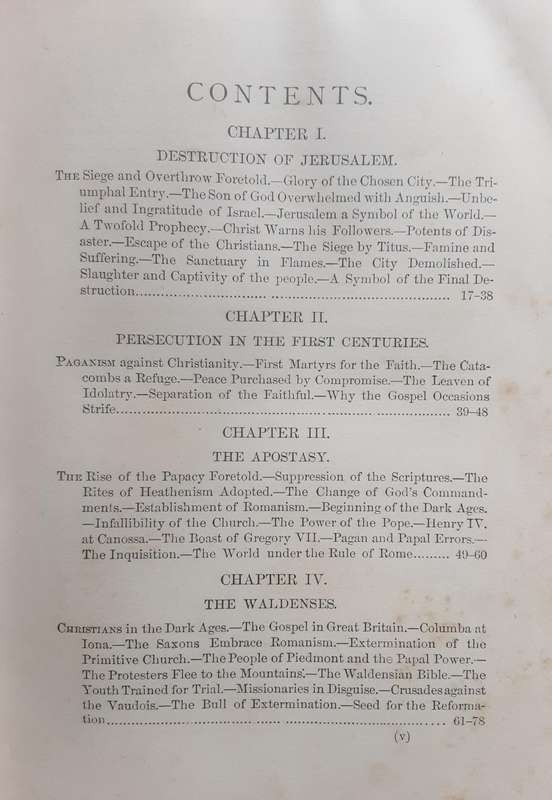 CONTENTS.
CHAPTER I.
DESTRUCTION OF JERUSALEM.
THE Siege and Overthrow Foretold.—Glory of the Chosen City.—The Tri-
umphal Entry.—The Son of God Overwhelmed with Anguish.—Unbe-
lief and Ingratitude of Israel.—Jerusalem a Symbol of the World.—
A Twofold Prophecy.—Christ Warns his Followers.—Potents of Dis-
aster.—Escape of the Christians.—The Siege by Titus.—Famine and
Suffering.—The Sanctuary in Flames.—The City Demolished.—
Slaughter and Captivity of the people.—A Symbol of the Final De-
struction........................................................................ 17–38
CHAPTER II.
PERSECUTION IN THE FIRST CENTURIES.
PAGANISM against Christianity.—First Martyrs for the Faith.—The Cata-
combs a Refuge.—Peace Purchased by Compromise.—The Leaven of
Idolatry.—Separation of the Faithful.—Why the Gospel Occasions
Strife........................................................................ 39–48
CHAPTER III.
THE APOSTASY.
THE Rise of the Papacy Foretold.—Suppression of the Scriptures.—The
Rites of Heathenism Adopted.—The Change of God's Command-
ments.—Establishment of Romanism.—Beginning of the Dark Ages.
—Infallibility of the Church.—The Power of the Pope.—Henry IV.
at Canossa.—The Boast of Gregory VII.—Pagan and Papal Errors.—
The Inquisition.—The World under the Rule of Rome......... 49–60
CHAPTER IV.
THE WALDENSES.
CHRISTIANS in the Dark Ages.—The Gospel in Great Britain.—Columba at
Iona.—The Saxons Embrace Romanism.—Extermination of the
Primitive Church.—The People of Piedmont and the Papal Power.—
The Protesters Flee to the Mountains.—The Waldensian Bible.—The
Youth Trained for Trial.—Missionaries in Disguise.—Crusades against
the Vaudois.—The Bull of Extermination.—Seed for the Reforma-
tion........................................................................ 61–78
(v)